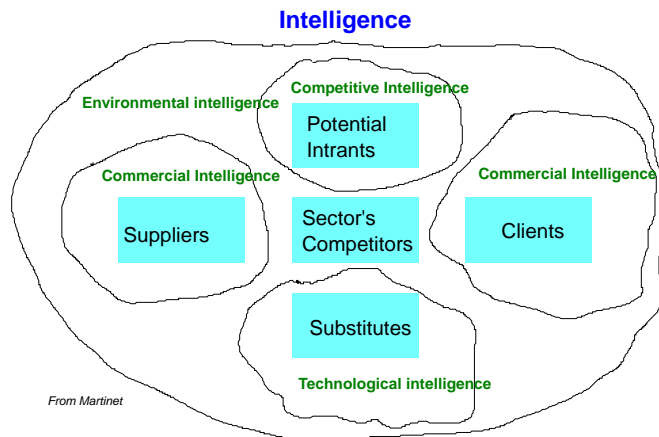 Intelligence
Competitive Intelligence
Environmental intelligence
Potential
Intrants
Commercial Intelligence
Commercial Intelligence
Suppliers
Sector's
Competitors
Clients
Substitutes
Technological intelligence
From Martinet